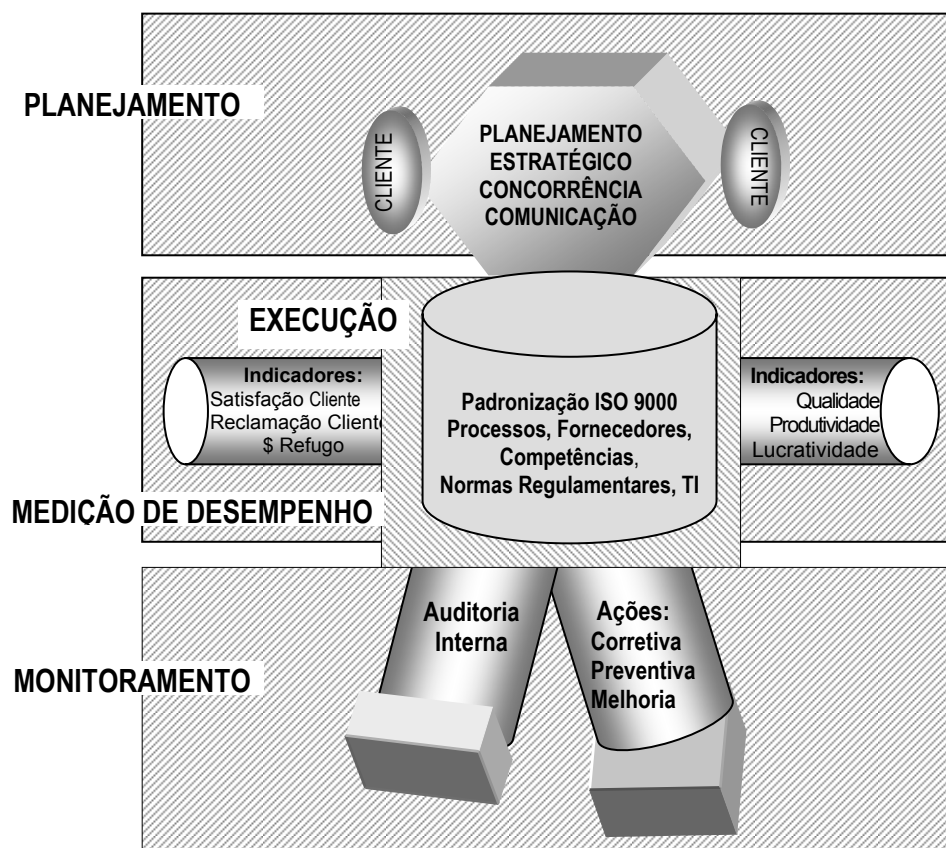 PLANEJAMENTO
CLIENTE
PLANEJAMENTO
ESTRATÉGICO
CONCORRÊNCIA
COMUNICAÇÃO
CLIENTE
EXECUÇÃO
Indicadores:
Satisfação Cliente
Reclamação Cliente
$ Refugo
Padronização ISO 9000
Processos, Fornecedores,
Competências,
Normas Regulamentares, TI
Indicadores:
Qualidade
Produtividade
Lucratividade
MEDIÇÃO DE DESEMPENHO
Auditoria
Interna
Ações:
Corretiva
Preventiva
Melhoria
MONITORAMENTO